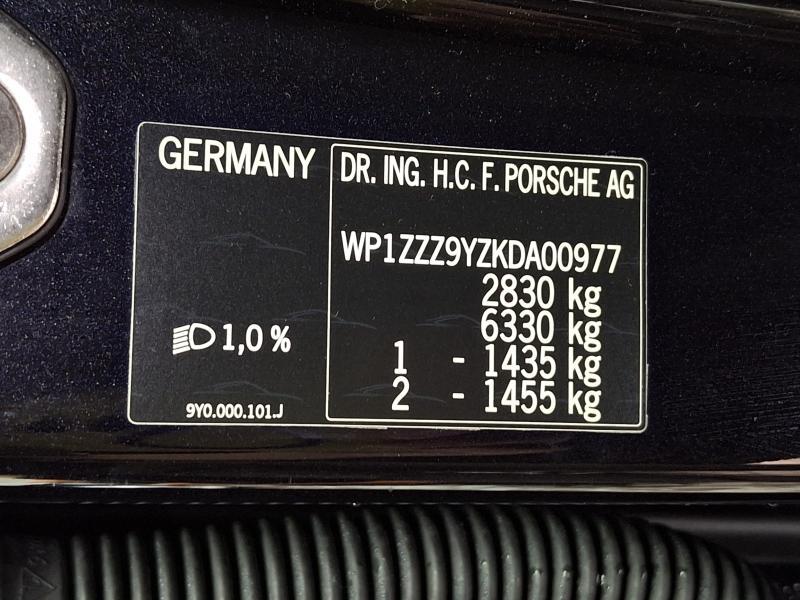 GERMANY
1,0 %
9Y0.000.101.J
DR. ING. H.C. F. PORSCHE AG
WP1ZZZ9YZKDA00977
2830 kg
6330 kg
1 - 1435 kg
2 - 1455 kg